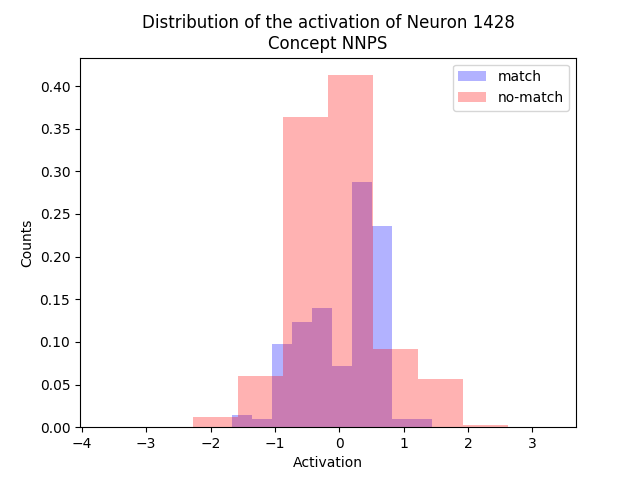 Distribution of the activation of Neuron 1428
Concept NNPS
match
no-match
0.40
0.35
0.30
0.25
0.20
0.15
0.10
0.05
0.00
Counts
−4 −3 −2 −1 0 1 2 3
Activation